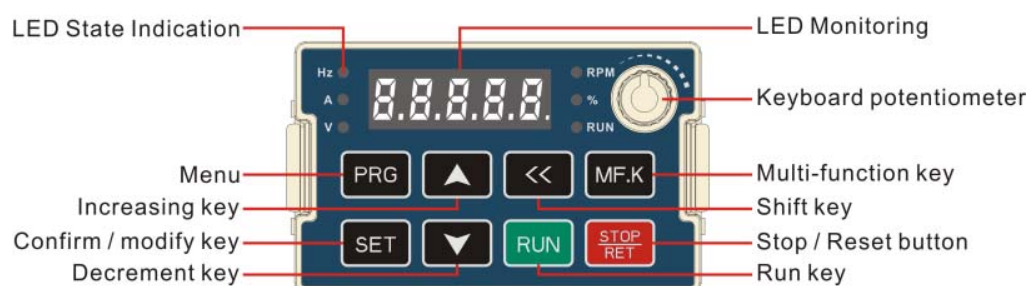 LED State Indication
LED Monitoring
Hz
8.8.8.8.8.
RPM
A
%
Keyboard potentiometer
V
RUN
Menu
PRG
<<
MF.K
Multi-function key
Increasing key
Shift key
Confirm / modify key
SET
RUN
STOP
RET
Stop / Reset button
Decrement key
Run key